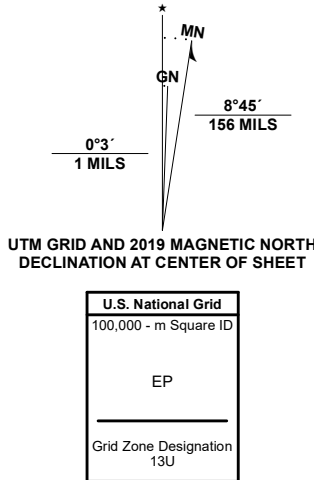 ★
MN
GN
8°45´
156 MILS
0°3´
1 MILS
UTM GRID AND 2019 MAGNETIC NORTH
DECLINATION AT CENTER OF SHEET
U.S. National Grid
100,000 - m Square ID
EP
Grid Zone Designation
13U